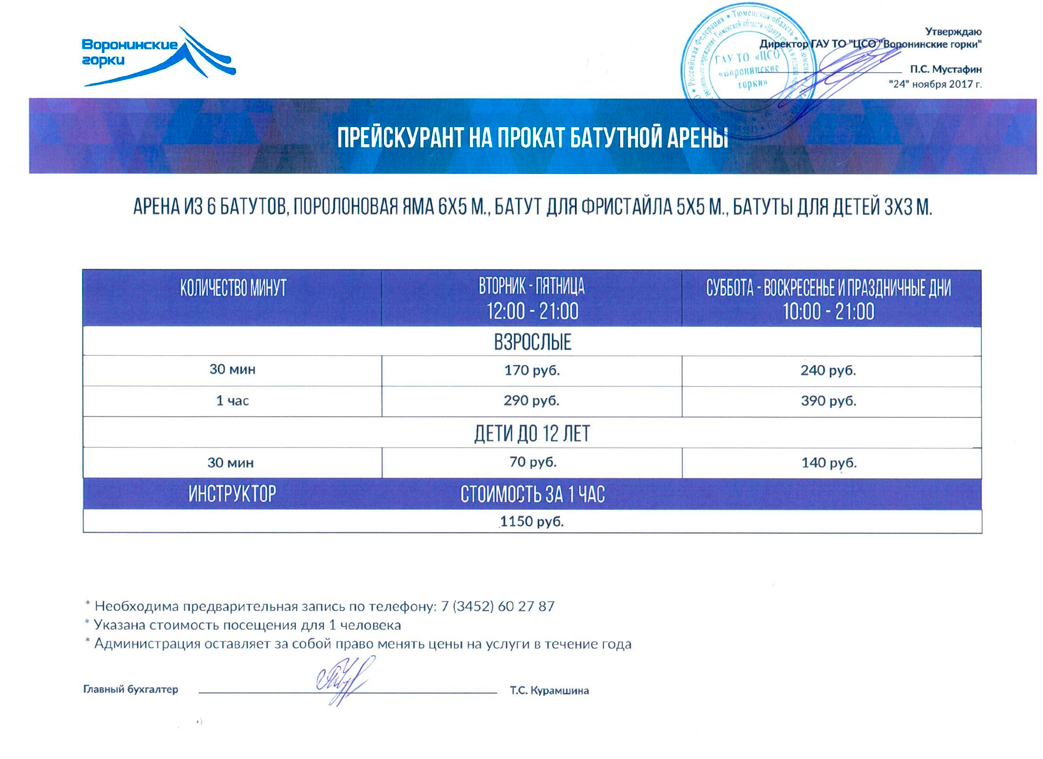 Воронинские
горки
Утверждаю
Директор ГАУ ТО "ЦСО "Воронинские горки"
П.С. Мустафин
"24" ноября 2017 г.
ГАУ ТО «ЦСО
«Воронинские
горки»
ПРЕЙСКУРАНТ НА ПРОКАТ БАТУТНОЙ АРЕНЫ
АРЕНА ИЗ 6 БАТУТОВ, ПОРОЛОНОВАЯ ЯМА 6Х5 М., БАТУТ ДЛЯ ФРИСТАЙЛА 5Х5 М., БАТУТЫ ДЛЯ ДЕТЕЙ 3Х3 М.
КОЛИЧЕСТВО МИНУТ ВТОРНИК - ПЯТНИЦА СУББОТА - ВОСКРЕСЕНЬЕ И ПРАЗДНИЧНЫЕ ДНИ
12:00 - 21:00 10:00 - 21:00
ВЗРОСЛЫЕ
30 мин 170 руб. 240 руб.
1 час 290 руб. 390 руб.
ДЕТИ ДО 12 ЛЕТ
30 мин 70 руб. 140 руб.
ИНСТРУКТОР СТОИМОСТЬ ЗА 1 ЧАС
1150 руб.
* Необходима предварительная запись по телефону: 7 (3452) 60 27 87
* Указана стоимость посещения для 1 человека
* Администрация оставляет за собой право менять цены на услуги в течение года
Главный бухгалтер Т.С. Курамшина